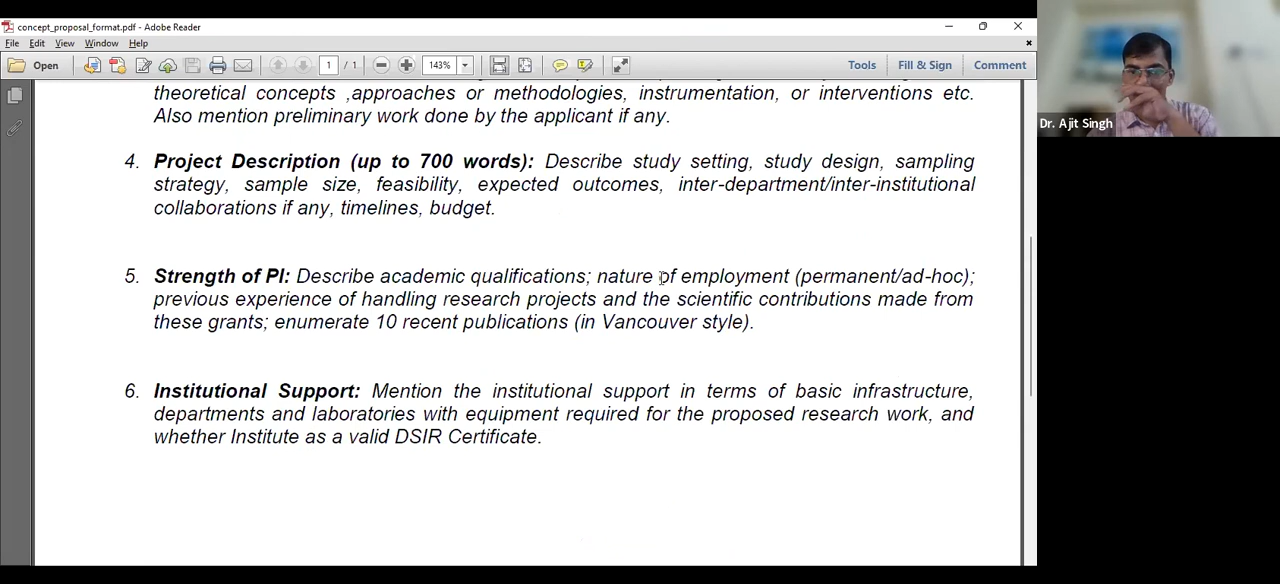 concept_proposal_format.pdf - Adobe Reader
File Edit View Window Help
Open 1 / 1 143% Tools Fill & Sign Comment
theoretical concepts ,approaches or methodologies, instrumentation, or interventions etc.
Also mention preliminary work done by the applicant if any.
4. Project Description (up to 700 words): Describe study setting, study design, sampling
strategy, sample size, feasibility, expected outcomes, inter-department/inter-institutional
collaborations if any, timelines, budget.
5. Strength of PI: Describe academic qualifications; nature of employment (permanent/ad-hoc);
previous experience of handling research projects and the scientific contributions made from
these grants; enumerate 10 recent publications (in Vancouver style).
6. Institutional Support: Mention the institutional support in terms of basic infrastructure,
departments and laboratories with equipment required for the proposed research work, and
whether Institute as a valid DSIR Certificate.
Dr. Ajit Singh